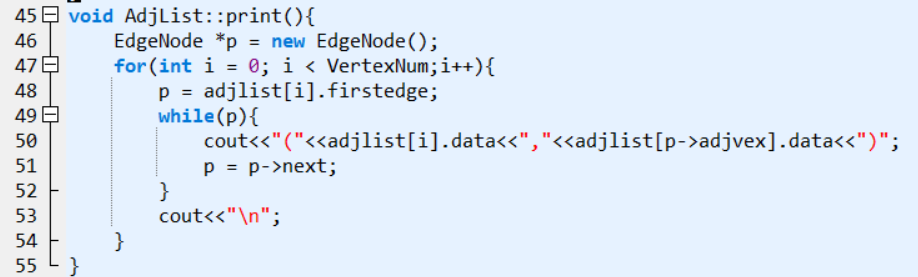 45 void AdjList::print(){
46     EdgeNode *p = new EdgeNode();
47     for(int i = 0; i < VertexNum;i++){
48         p = adjlist[i].firstedge;
49         while(p){
50             cout<<"("<<adjlist[i].data<<","<<adjlist[p->adjvex].data<<")";
51             p = p->next;
52         }
53         cout<<"\n";
54     }
55 }